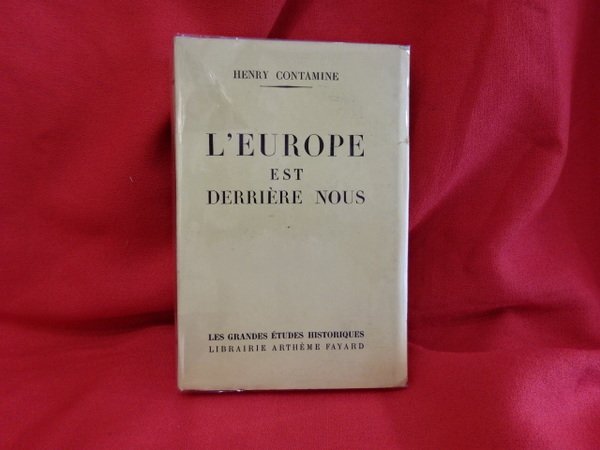 HENRY CONTAMINE
L'EUROPE
EST
DERRIÈRE NOUS
LES GRANDES ÉTUDES HISTORIQUES
LIBRAIRIE ARTHÈME FAYARD